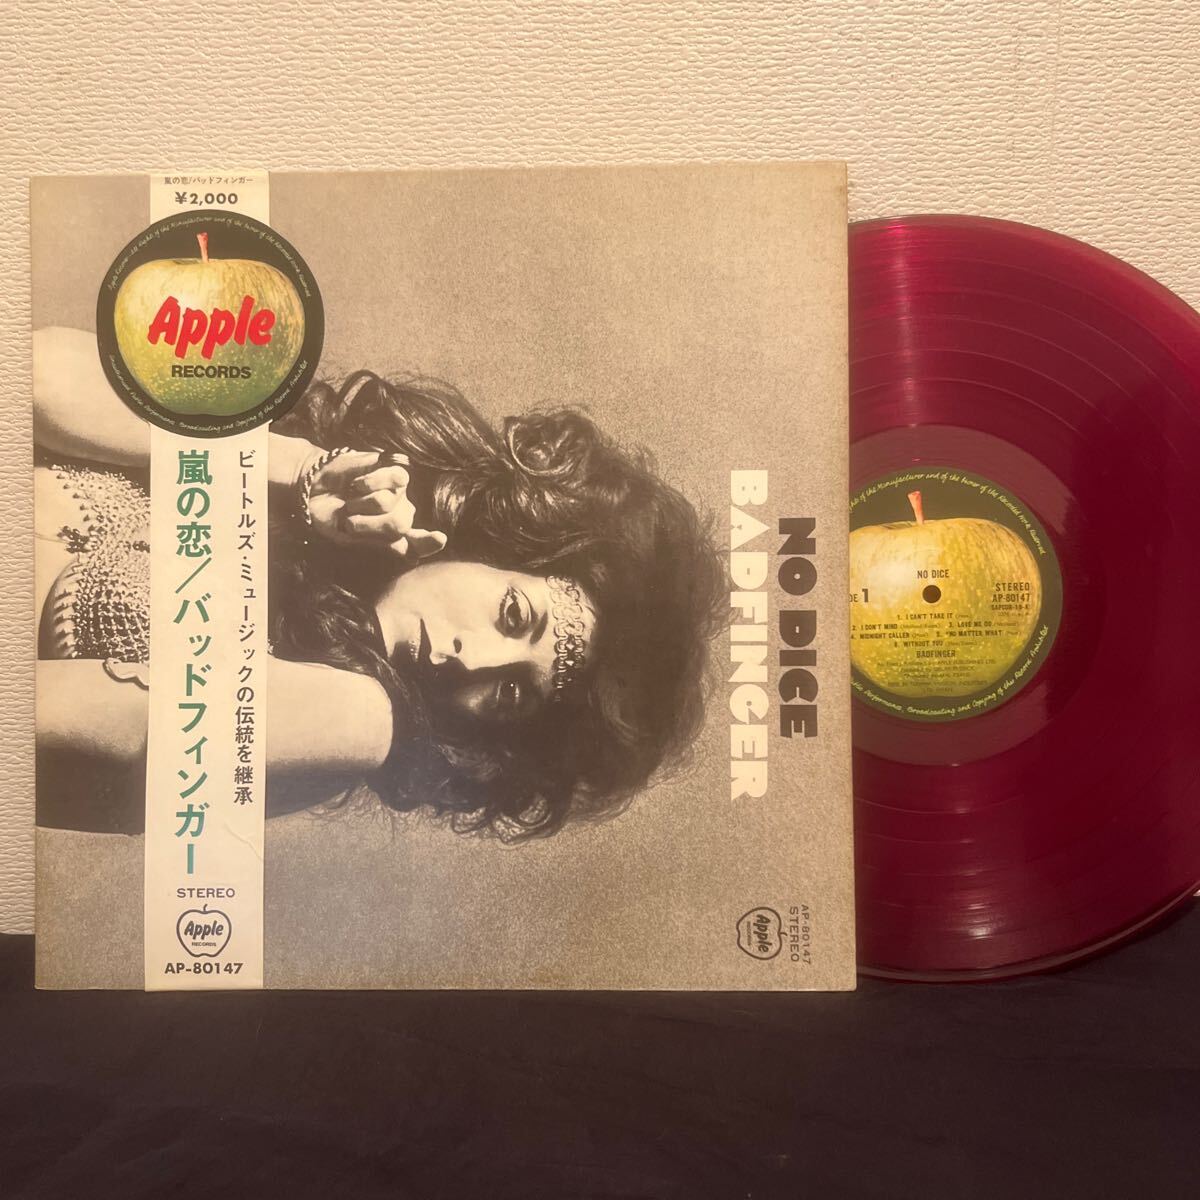 嵐の恋/バッドフィンガー
¥2,000
Apple
RECORDS
ビートルズ・ミュージックの伝統を継承
嵐の恋/バッドフィンガー
STEREO
Apple
RECORDS
AP-80147
NO DICE
BADFINGER
AP-80147
STEREO
Apple
NO DICE
STEREO
AP-80147
1
1. I CAN'T TAKE IT
2. I DON'T MIND
3. LOVE ME DO
4. MIDNIGHT CALLER
5. NO MATTER WHAT
6. WITHOUT YOU
BADFINGER